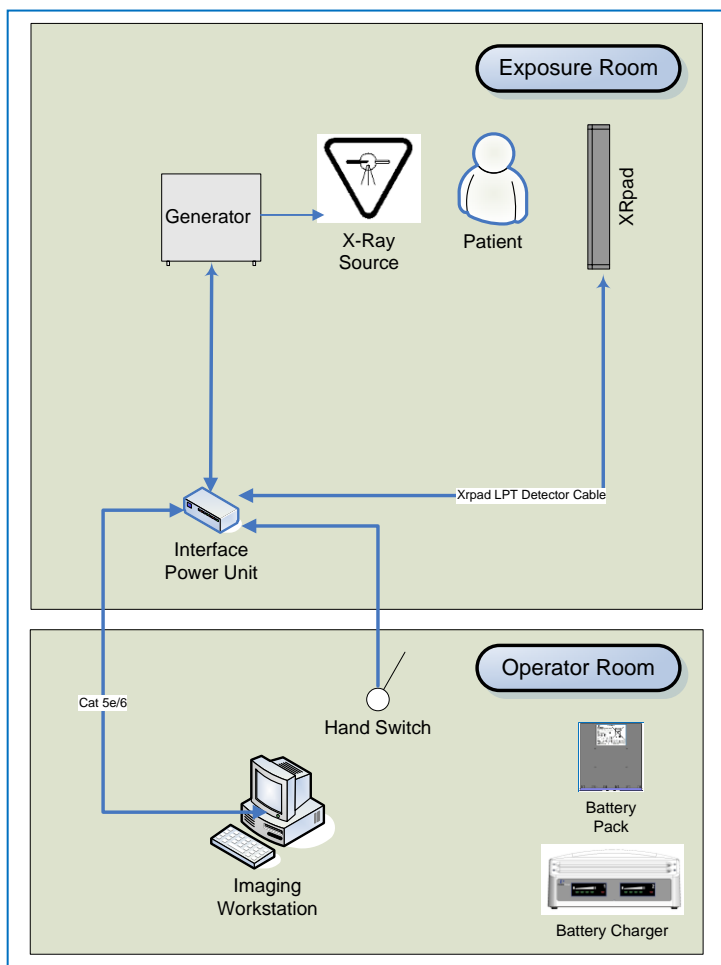 Exposure Room
Generator
X-Ray
Source
Patient
XRpad
Xrpad LPT Detector Cable
Interface
Power Unit
Operator Room
Cat 5e/6
Hand Switch
Battery
Pack
Imaging
Workstation
Battery Charger